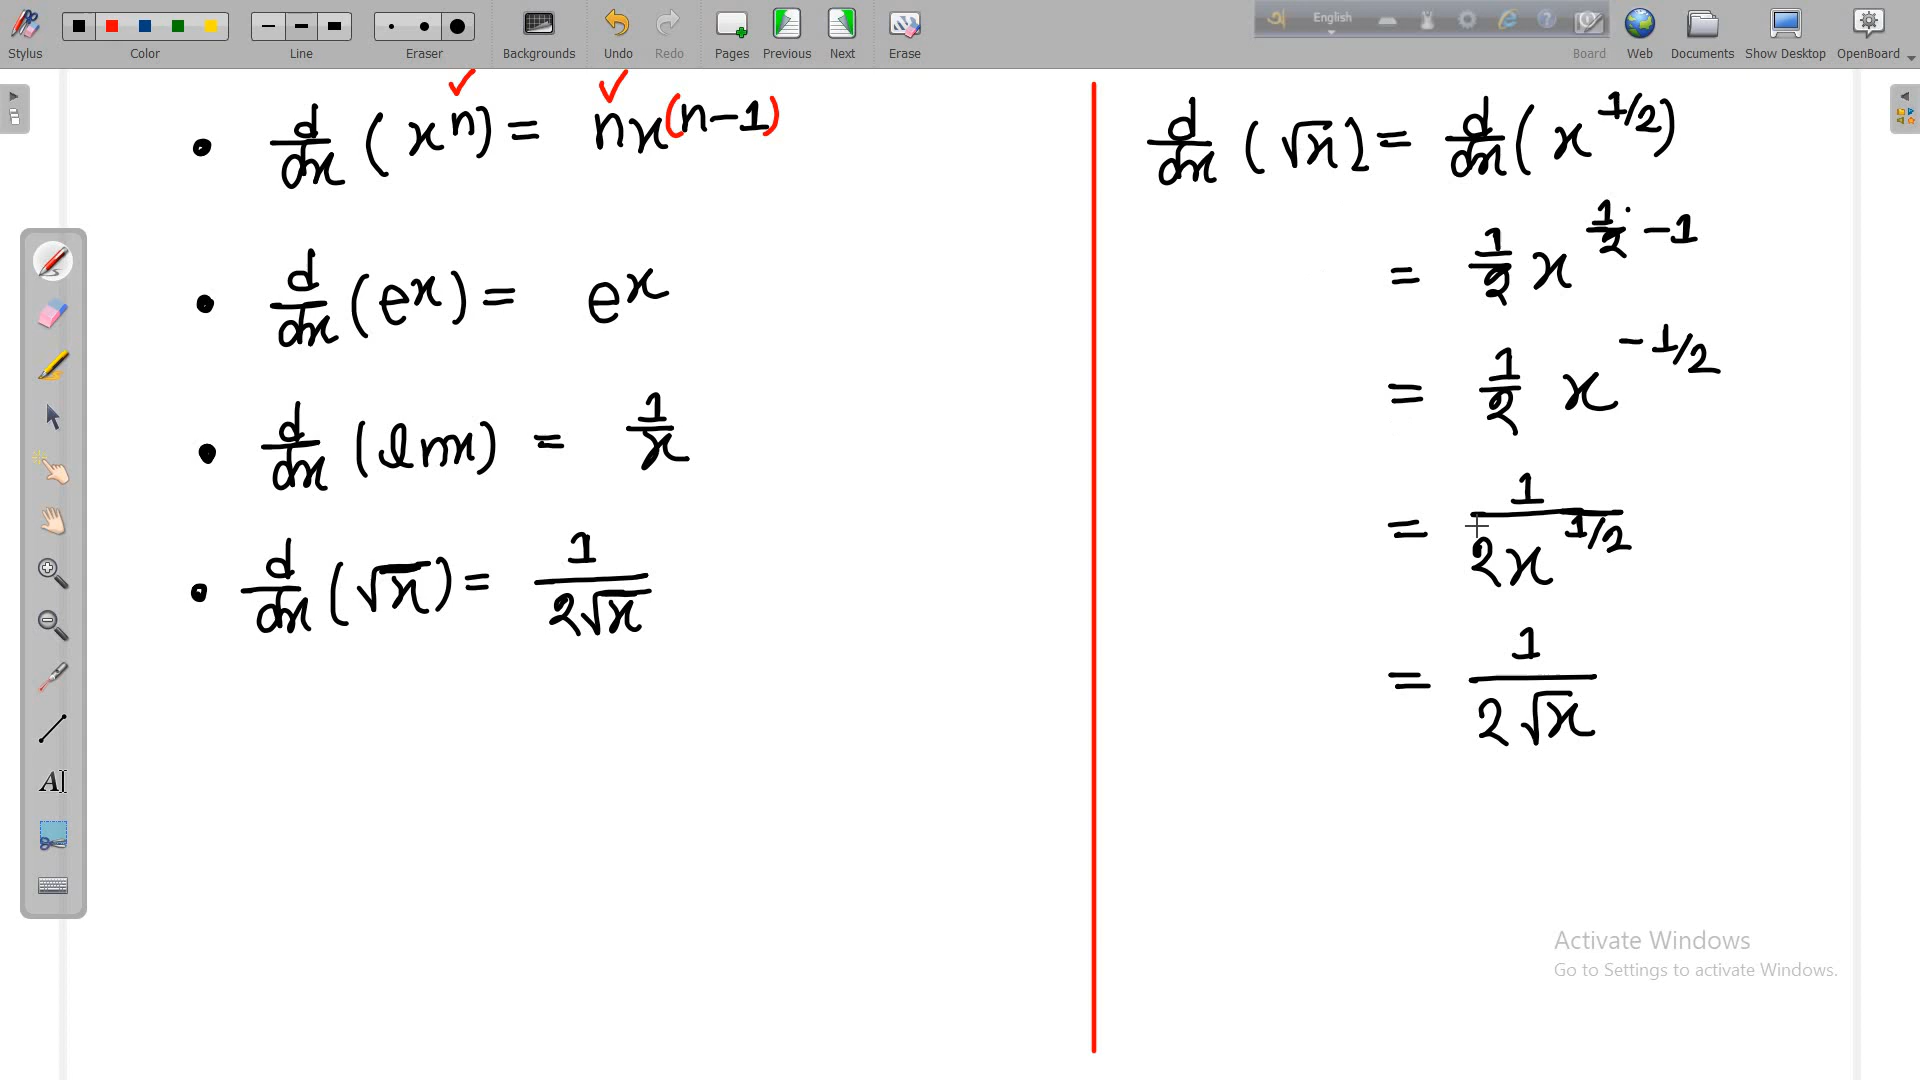 Stylus Color Line Eraser Backgrounds Undo Redo Pages Previous Next Erase English Board Web Documents Show Desktop OpenBoard
• d/dx (x^n) = nx^(n-1)
• d/dx (e^x) = e^x
• d/dx (lnx) = 1/x
• d/dx (√x) = 1/2√x
d/dx (√x) = d/dx (x^1/2)
= 1/2 x^1/2 - 1
= 1/2 x^-1/2
= 1/2x^1/2
= 1/2√x
Activate Windows
Go to Settings to activate Windows.